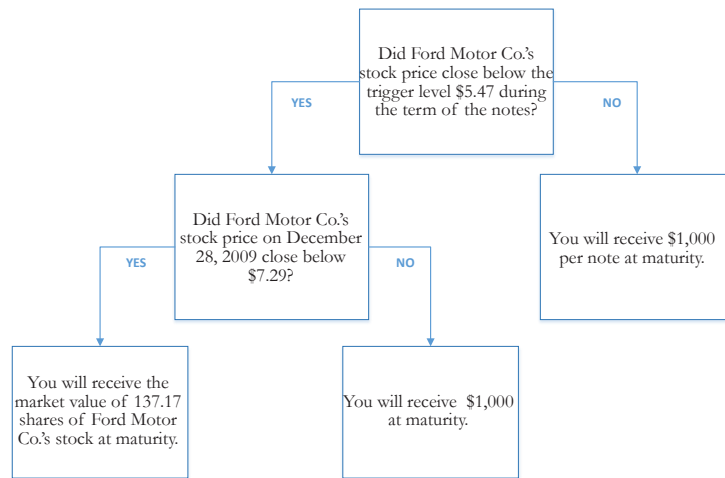 Did Ford Motor Co.'s
stock price close below the
trigger level $5.47 during
the term of the notes?
YES
NO
Did Ford Motor Co.'s
stock price on December
28, 2009 close below
$7.29?
You will receive $1,000
per note at maturity.
YES
NO
You will receive the
market value of 137.17
shares of Ford Motor
Co.'s stock at maturity.
You will receive  $1,000
at maturity.